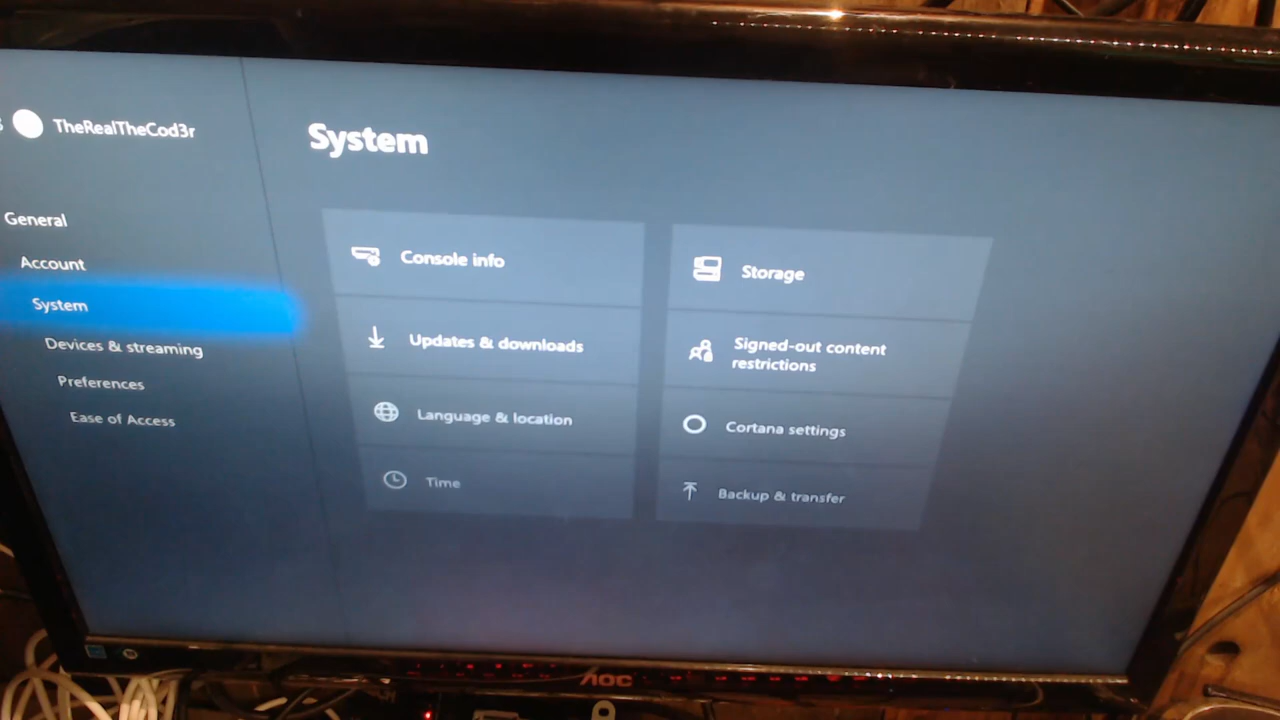 TheRealTheCod3r
System
General
Account
System
Devices & streaming
Preferences
Ease of Access
Console info
Updates & downloads
Language & location
Time
Storage
Signed-out content
restrictions
Cortana settings
Backup & transfer
AOC